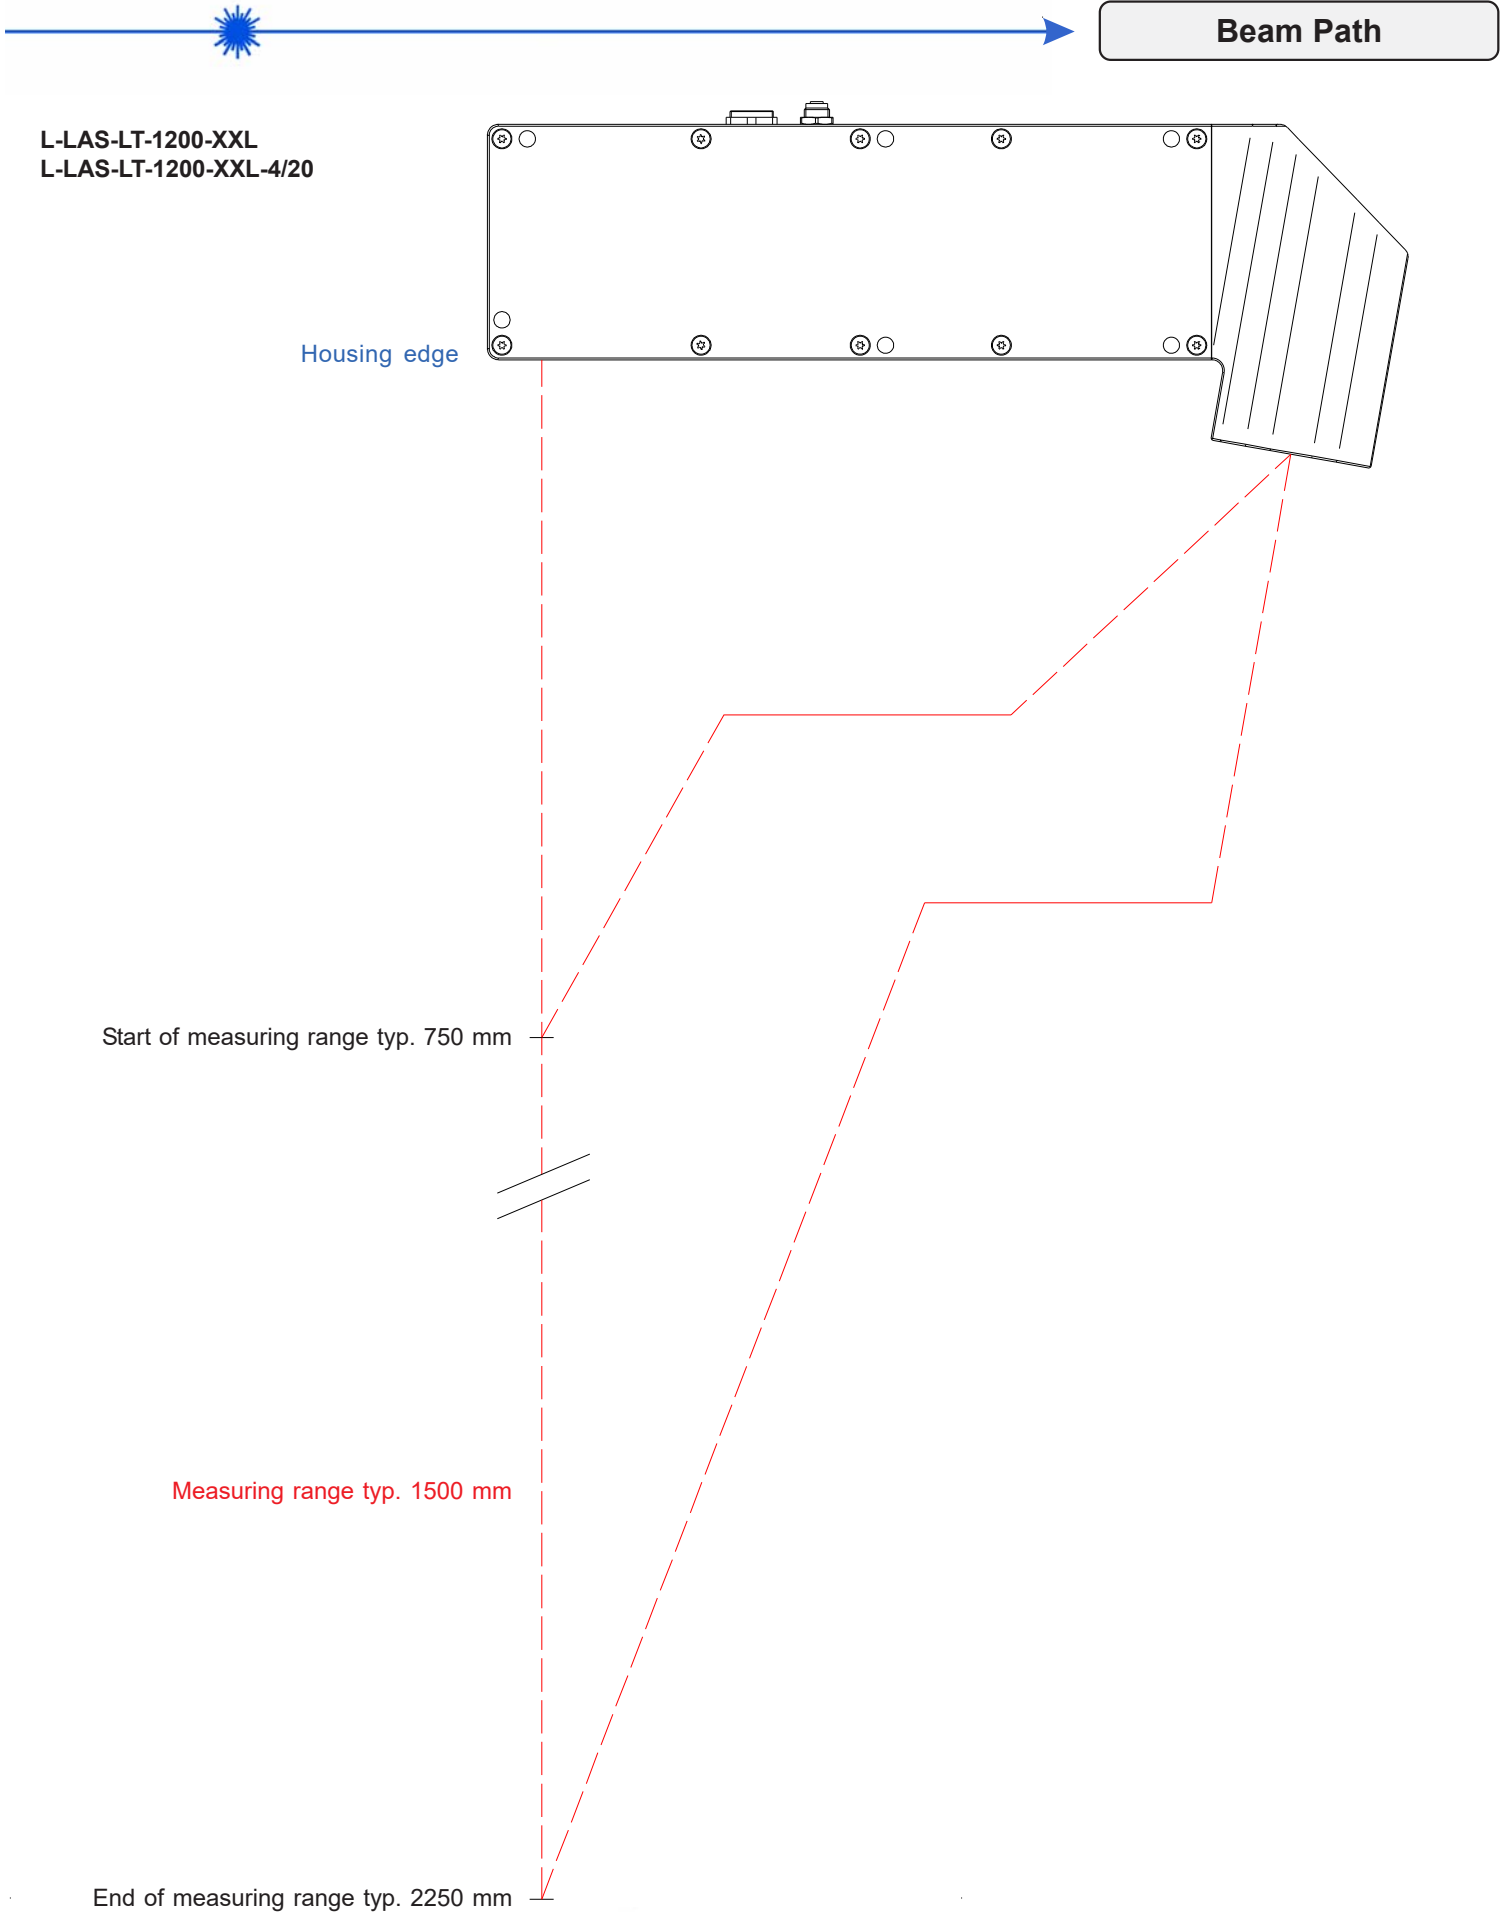 Beam Path
L-LAS-LT-1200-XXL
L-LAS-LT-1200-XXL-4/20
Housing edge
Start of measuring range typ. 750 mm
Measuring range typ. 1500 mm
End of measuring range typ. 2250 mm